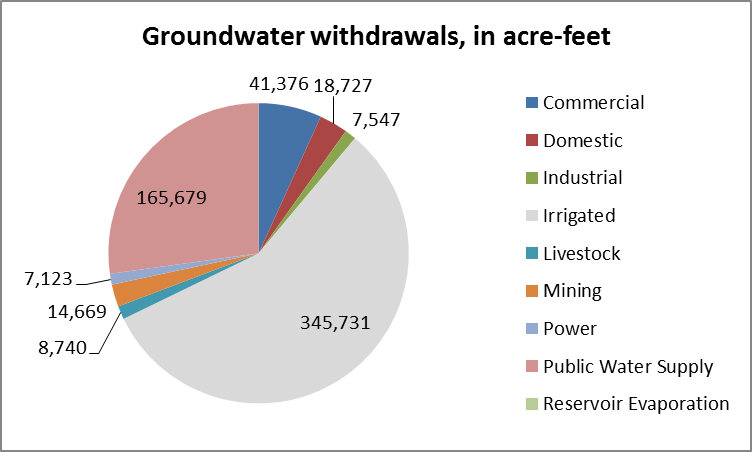 Groundwater withdrawals, in acre-feet
41,376
18,727
7,547
345,731
8,740
14,669
7,123
165,679
Commercial
Domestic
Industrial
Irrigated
Livestock
Mining
Power
Public Water Supply
Reservoir Evaporation